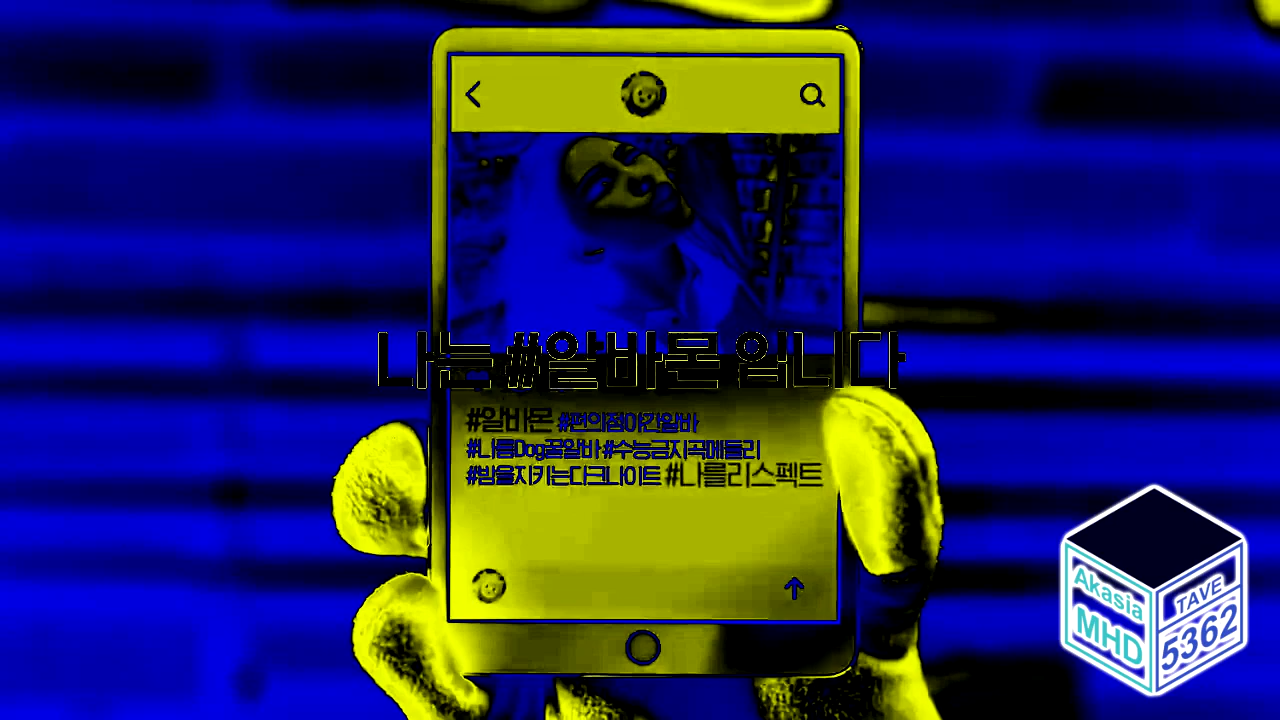 나는 #알바몬 입니다
#알바몬 #편의점야간알바
#나름Dog꿀알바 #수능금지곡메들리
#밤을지키는다크나이트 #나를리스펙트
Akasia
MHD
TAVE
5362